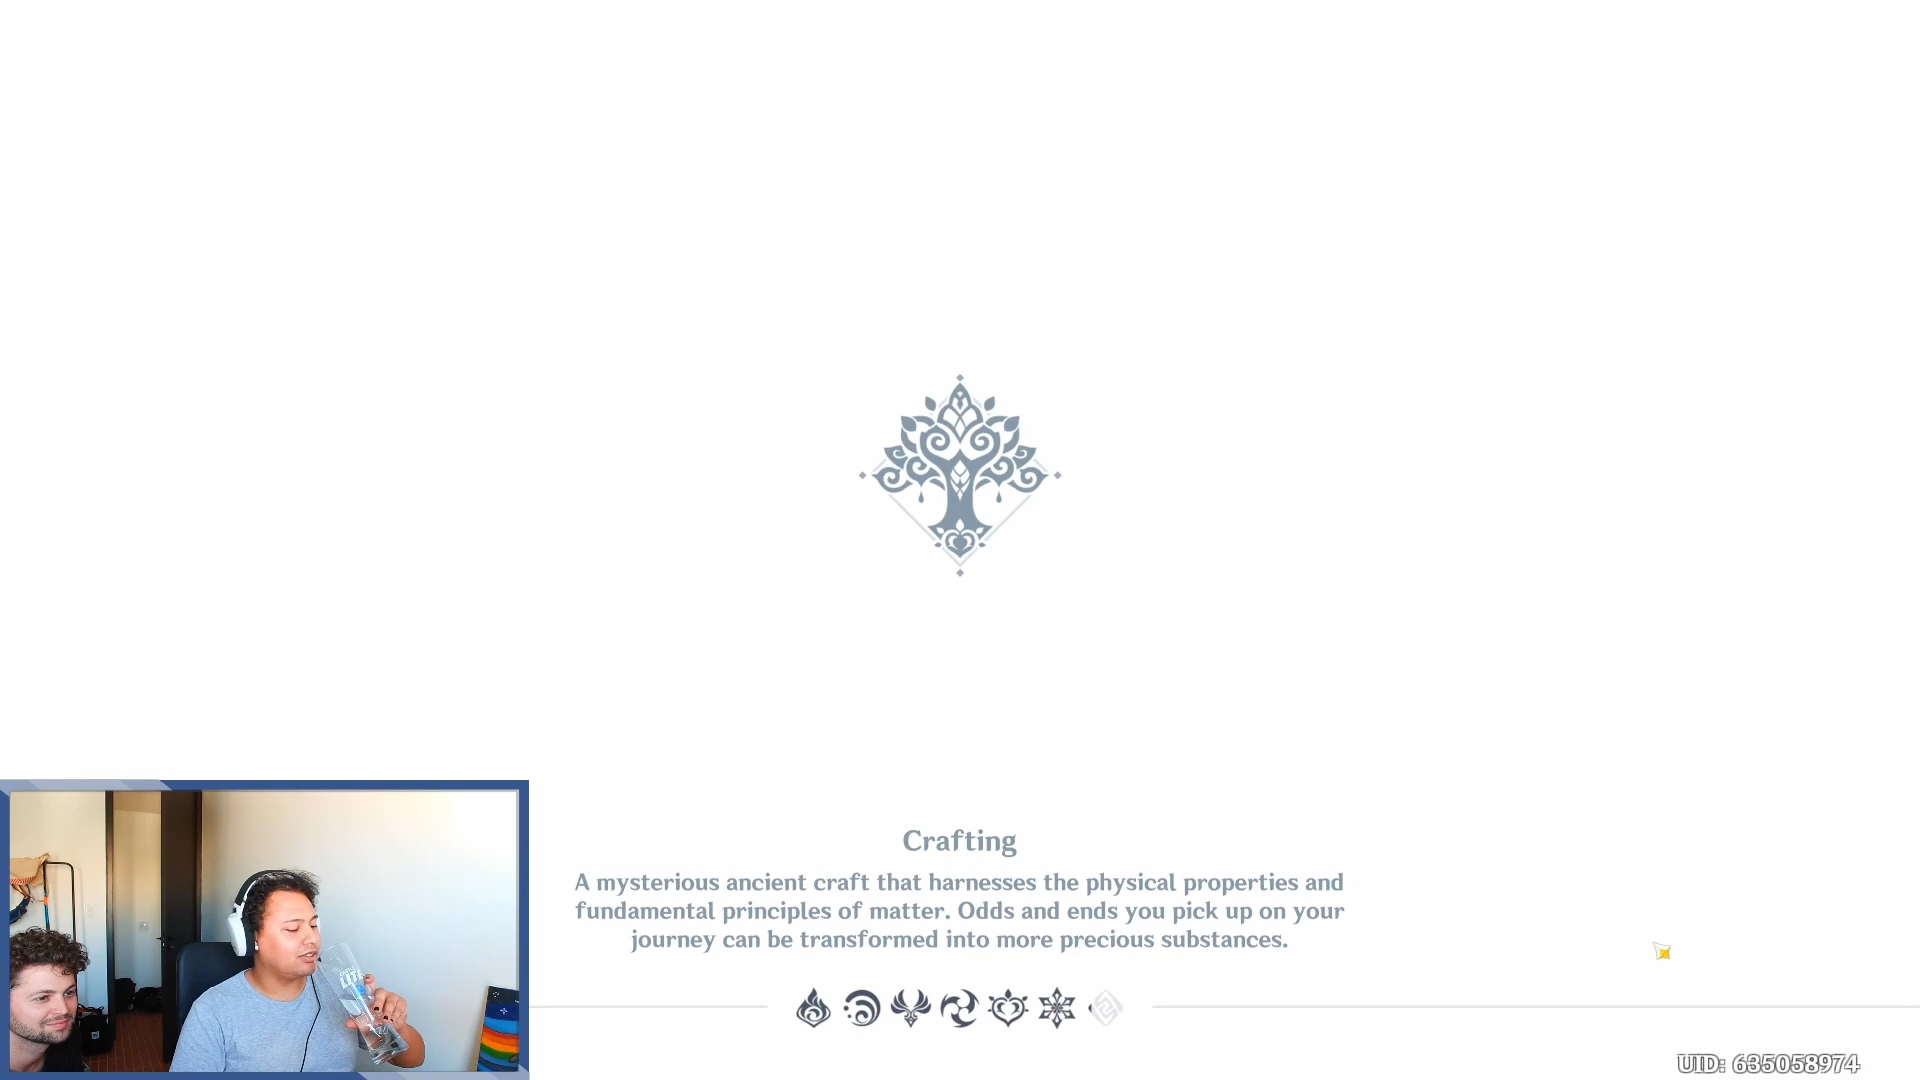 Crafting
A mysterious ancient craft that harnesses the physical properties and
fundamental principles of matter. Odds and ends you pick up on your
journey can be transformed into more precious substances.
UID: 635058974